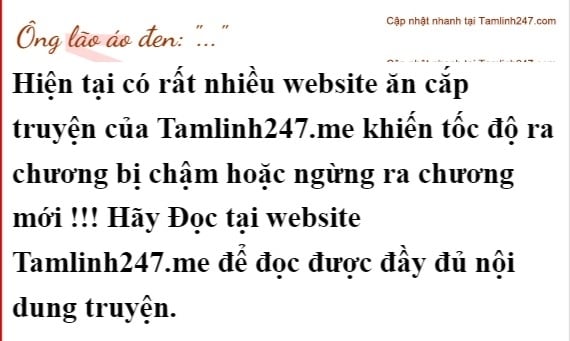 Cập nhật nhanh tại Tamlinh247.com
Ông lão áo đen: "..."
Hiện tại có rất nhiều website ăn cắp
truyện của Tamlinh247.me khiến tốc độ ra
chương bị chậm hoặc ngừng ra chương
mới !!! Hãy Đọc tại website
Tamlinh247.me để đọc được đầy đủ nội
dung truyện.